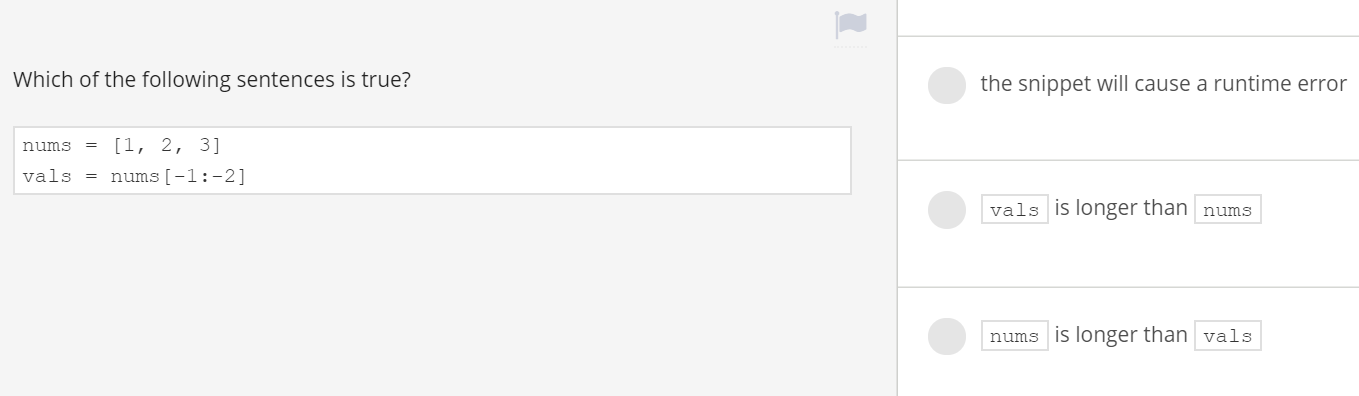 Which of the following sentences is true?
nums = [1, 2, 3]
vals = nums[-1:-2]
the snippet will cause a runtime error
vals is longer than nums
nums is longer than vals